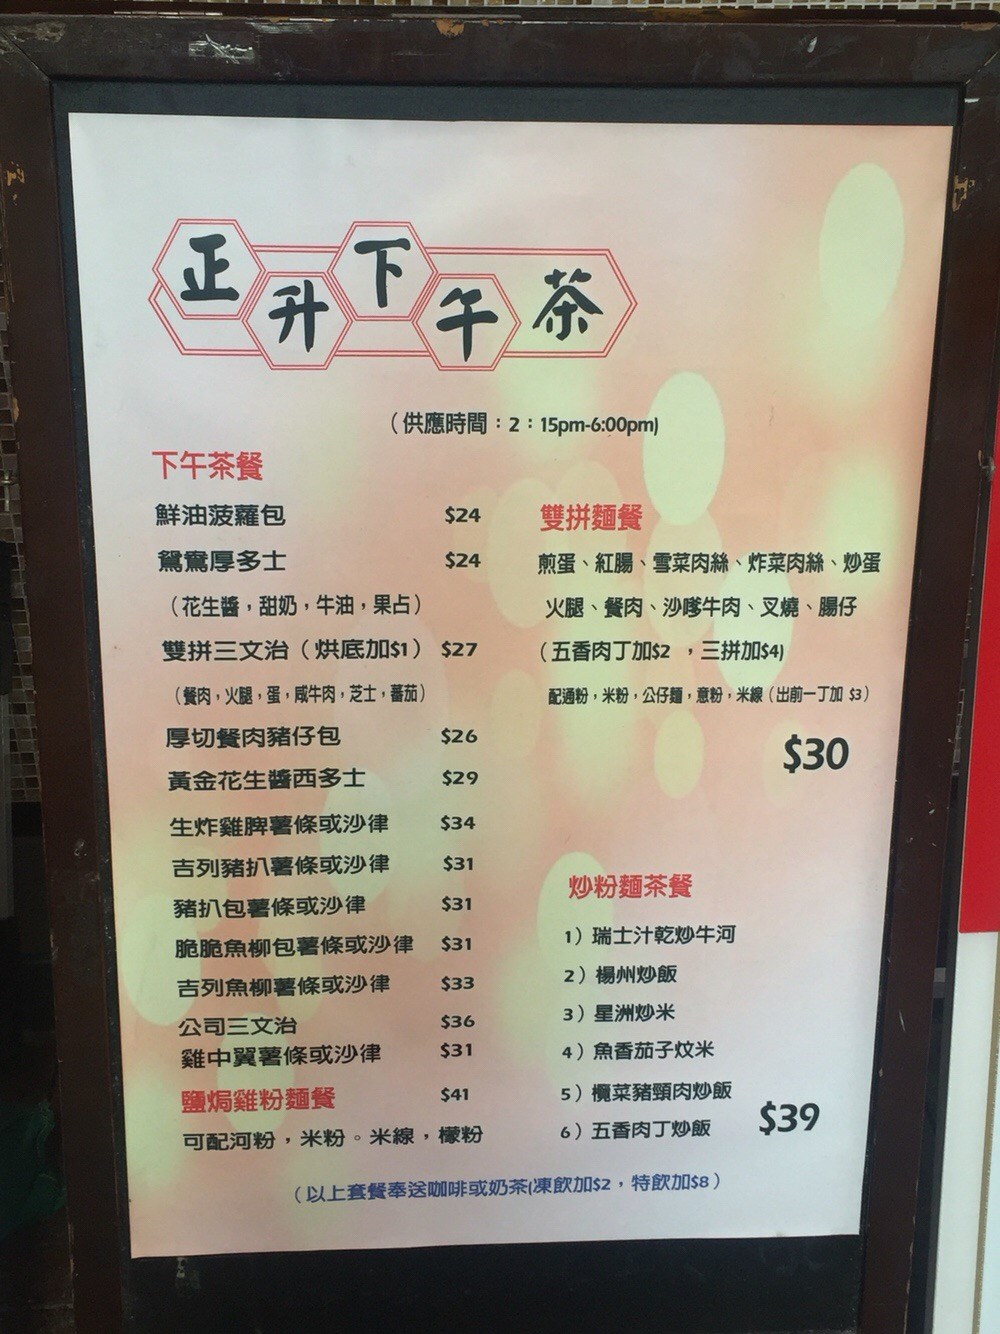 正升下午茶
（供應時間：2：15pm-6:00pm)
下午茶餐
鮮油菠蘿包 $24
鴛鴦厚多士 $24
（花生醬，甜奶，牛油，果占）
雙拼三文治（烘底加$1） $27
（餐肉，火腿，蛋，咸牛肉，芝士，蕃茄）
厚切餐肉豬仔包 $26
黃金花生醬西多士 $29
生炸雞脾薯條或沙律 $34
吉列豬扒薯條或沙律 $31
豬扒包薯條或沙律 $31
脆脆魚柳包薯條或沙律 $31
吉列魚柳薯條或沙律 $33
公司三文治 $36
雞中翼薯條或沙律 $31
鹽焗雞粉麵餐 $41
可配河粉，米粉。米線，檬粉
雙拼麵餐
煎蛋、紅腸、雪菜肉絲、炸菜肉絲、炒蛋
火腿、餐肉、沙嗲牛肉、叉燒、腸仔
（五香肉丁加$2 ，三拼加$4)
配通粉，米粉，公仔麵，意粉，米線（出前一丁加 $3）
$30
炒粉麵茶餐
1）瑞士汁乾炒牛河
2）楊州炒飯
3）星洲炒米
4）魚香茄子炆米
5）欖菜豬頸肉炒飯
6）五香肉丁炒飯
$39
（以上套餐奉送咖啡或奶茶(凍飲加$2，特飲加$8）